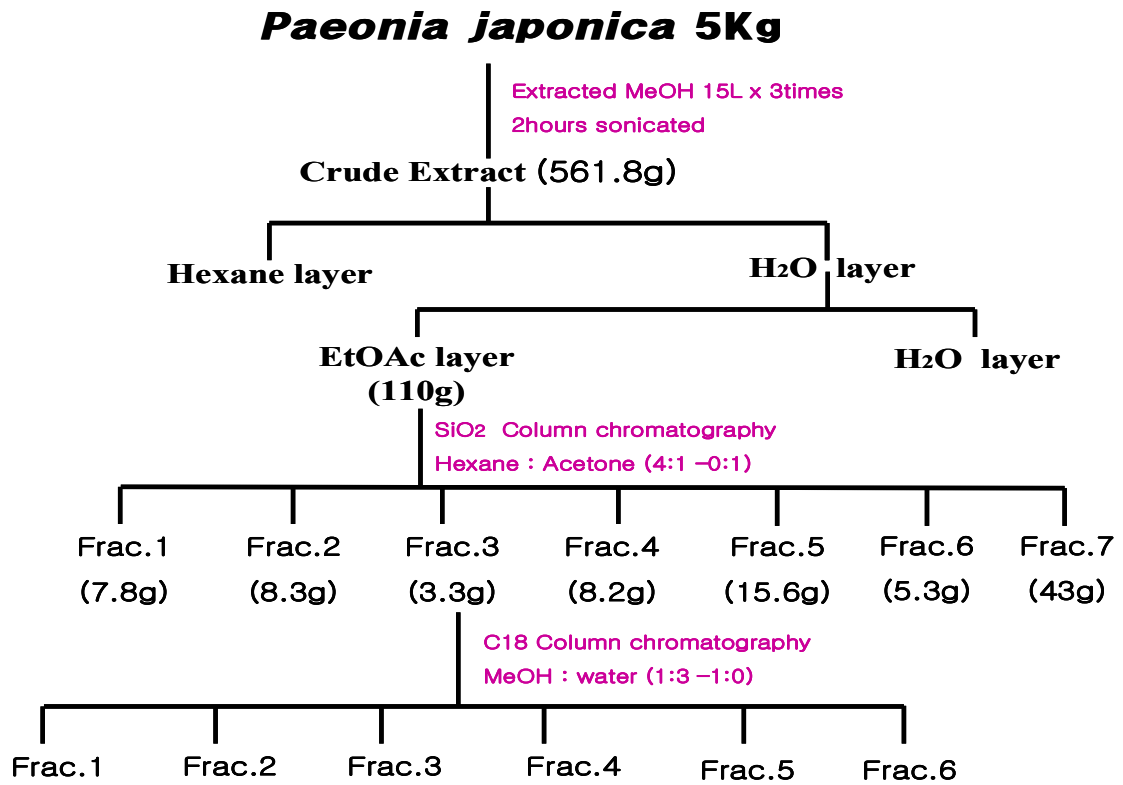 Paeonia japonica 5Kg
Extracted MeOH 15L x 3times
2hours sonicated
Crude Extract (561.8g)
Hexane layer
H2O layer
EtOAc layer
(110g)
H2O layer
SiO2 Column chromatography
Hexane : Acetone (4:1 -0:1)
Frac.1 Frac.2 Frac.3 Frac.4 Frac.5 Frac.6 Frac.7
(7.8g) (8.3g) (3.3g) (8.2g) (15.6g) (5.3g) (43g)
C18 Column chromatography
MeOH : water (1:3 -1:0)
Frac.1 Frac.2 Frac.3 Frac.4 Frac.5 Frac.6